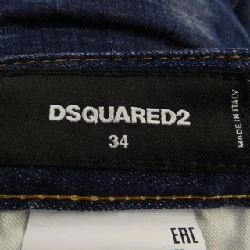 DSQUARED2
34
MADE IN ITALY
EAC